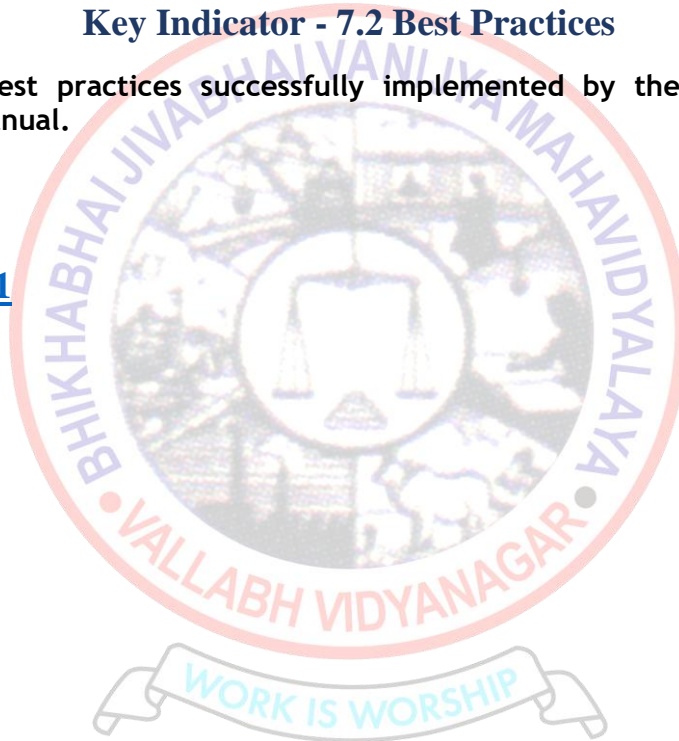 Key Indicator - 7.2 Best Practices
est practices successfully implemented by the
nual.
1
BHIKHABHAI JIVABHAI VANIJYA MAHAVIDYALAYA
VALLABH VIDYANAGAR
WORK IS WORSHIP